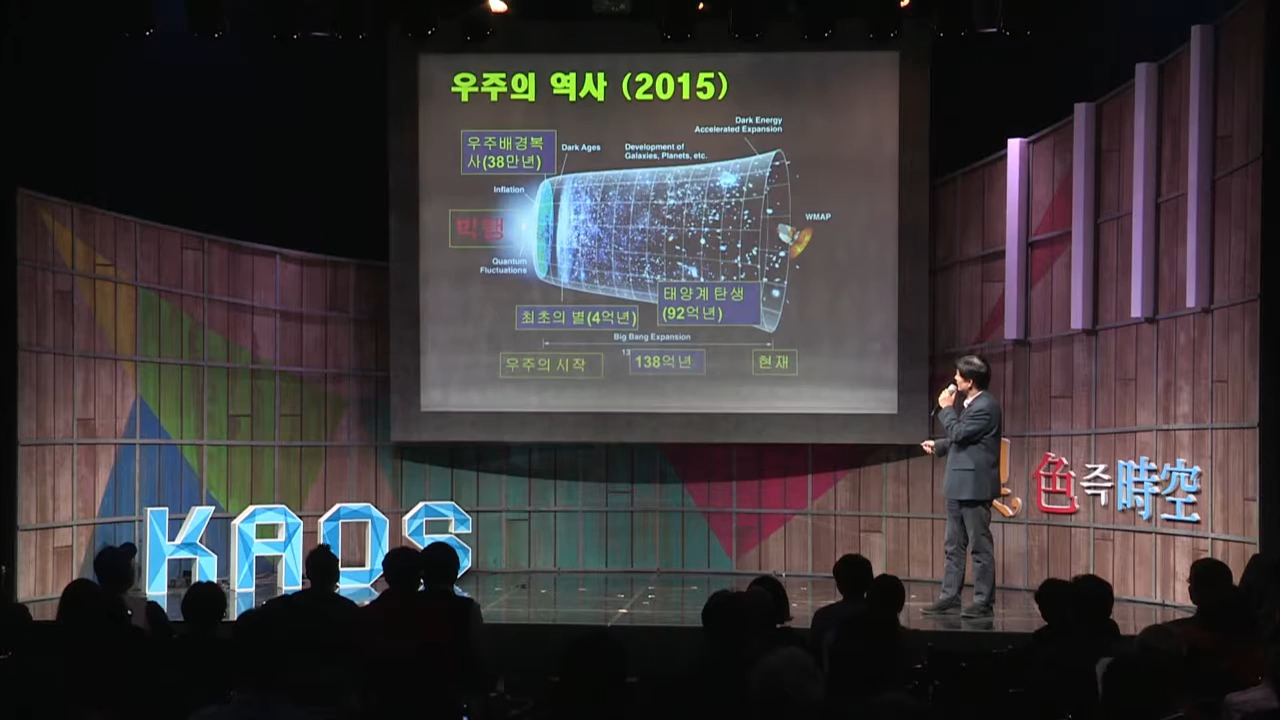 우주의 역사 (2015)
Dark Energy
Accelerated Expansion
우주배경복
사(38만년)
Dark Ages
Development of
Galaxies, Planets, etc.
Inflation
WMAP
Quantum
Fluctuations
태양계 탄생
(92억년)
최초의 별(4억년)
Big Bang Expansion
13
우주의 시작
138억년
현재
KAOS
色즉時空